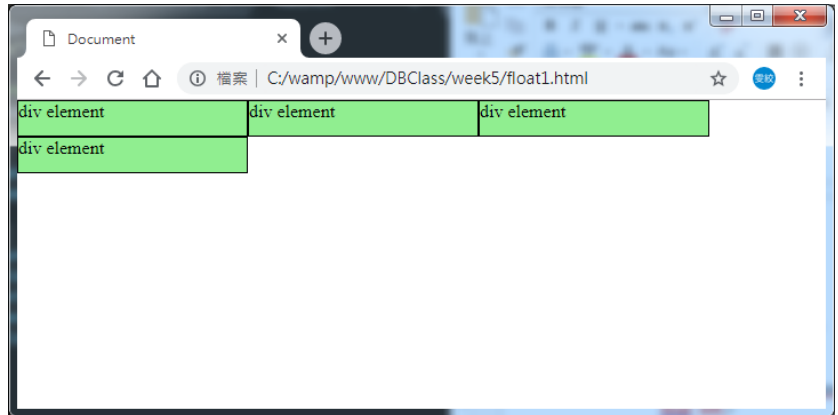 Document
檔案 | C:/wamp/www/DBClass/week5/float1.html
div element
div element
div element
div element